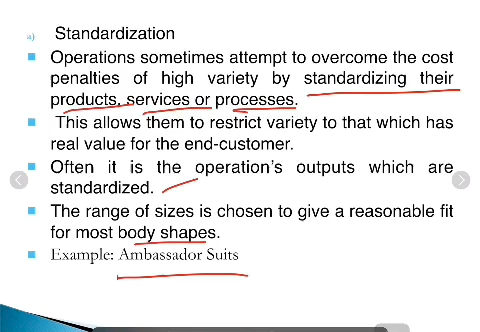 a) Standardization
Operations sometimes attempt to overcome the cost
penalties of high variety by standardizing their
products, services or processes.
This allows them to restrict variety to that which has
real value for the end-customer.
Often it is the operation's outputs which are
standardized.
The range of sizes is chosen to give a reasonable fit
for most body shapes.
Example: Ambassador Suits